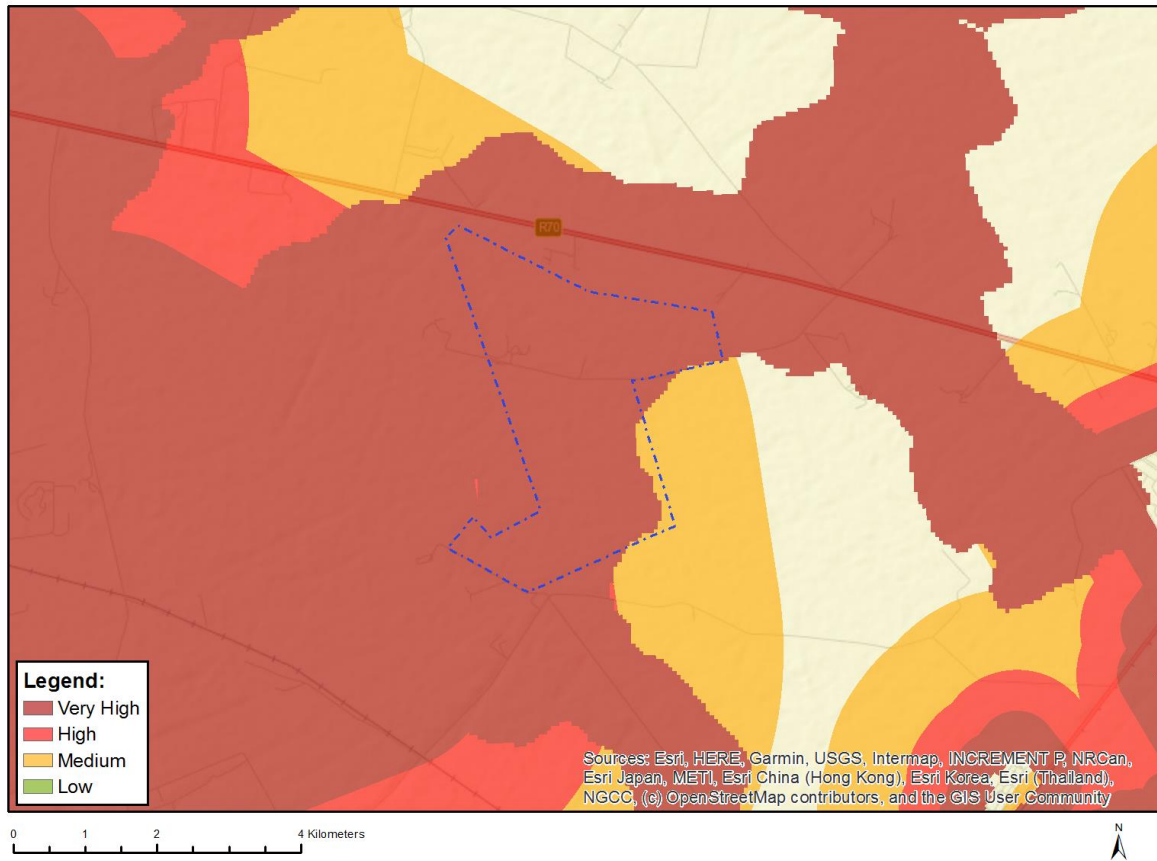 R70
Legend:
Very High
High
Medium
Low
Sources: Esri, HERE, Garmin, USGS, Intermap, INCREMENT P, NRCan,
Esri Japan, METI, Esri China (Hong Kong), Esri Korea, Esri (Thailand),
NGCC, (c) OpenStreetMap contributors, and the GIS User Community
0 1 2 4 Kilometers
N